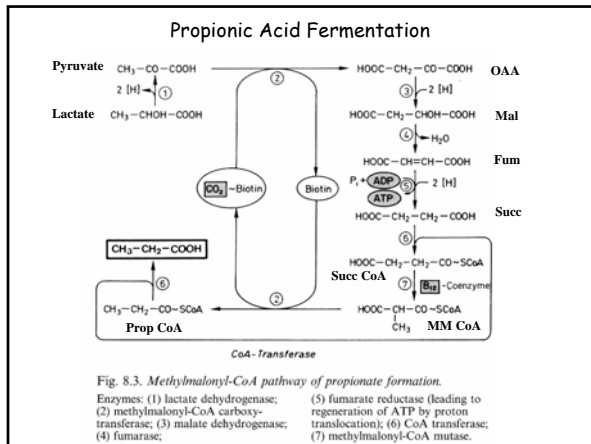 Propionic Acid Fermentation
Pyruvate CH₃–CO–COOH
HOOC–CH₂–CO–COOH OAA
2 [H]
①
②
③
2 [H]
Lactate CH₃–CHOH–COOH
HOOC–CH₂–CHOH–COOH Mal
④
H₂O
HOOC–CH=CH–COOH Fum
CO₂ ~Biotin
Biotin
Pᵢ + ADP
⑤
2 [H]
ATP
HOOC–CH₂–CH₂–COOH Succ
CH₃–CH₂–COOH
⑥
⑥
HOOC–CH₂–CH₂–CO~SCoA
Succ CoA
⑦
B₁₂ -Coenzyme
CH₃–CH₂–CO~SCoA
②
HOOC–CH–CO~SCoA
CH₃
Prop CoA
MM CoA
CoA-Transferase
Fig. 8.3. Methylmalonyl-CoA pathway of propionate formation.
Enzymes: (1) lactate dehydrogenase;
(2) methylmalonyl-CoA carboxy-
transferase; (3) malate dehydrogenase;
(4) fumarase;
(5) fumarate reductase (leading to
regeneration of ATP by proton
translocation); (6) CoA transferase;
(7) methylmalonyl-CoA mutase.